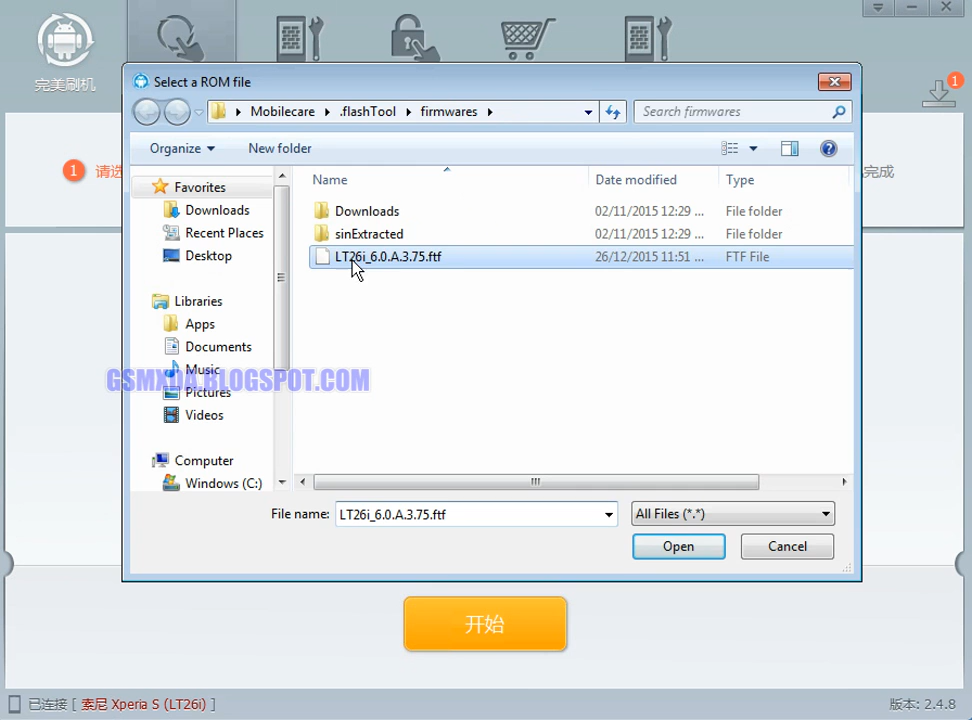 完美刷机
1
1 请选
完成
Select a ROM file
Mobilecare
.flashTool
firmwares
Search firmwares
Organize
New folder
Name
Date modified
Type
Favorites
Downloads
Recent Places
Desktop
Libraries
Apps
Documents
Music
Pictures
Videos
Computer
Windows (C:)
Downloads 02/11/2015 12:29 ... File folder
sinExtracted 02/11/2015 12:29 ... File folder
LT26i_6.0.A.3.75.ftf 26/12/2015 11:51 ... FTF File
GSMXUA.BLOGSPOT.COM
File name: LT26i_6.0.A.3.75.ftf
All Files (*.*)
Open
Cancel
开始
已连接 [ 索尼 Xperia S (LT26i) ]
版本: 2.4.8